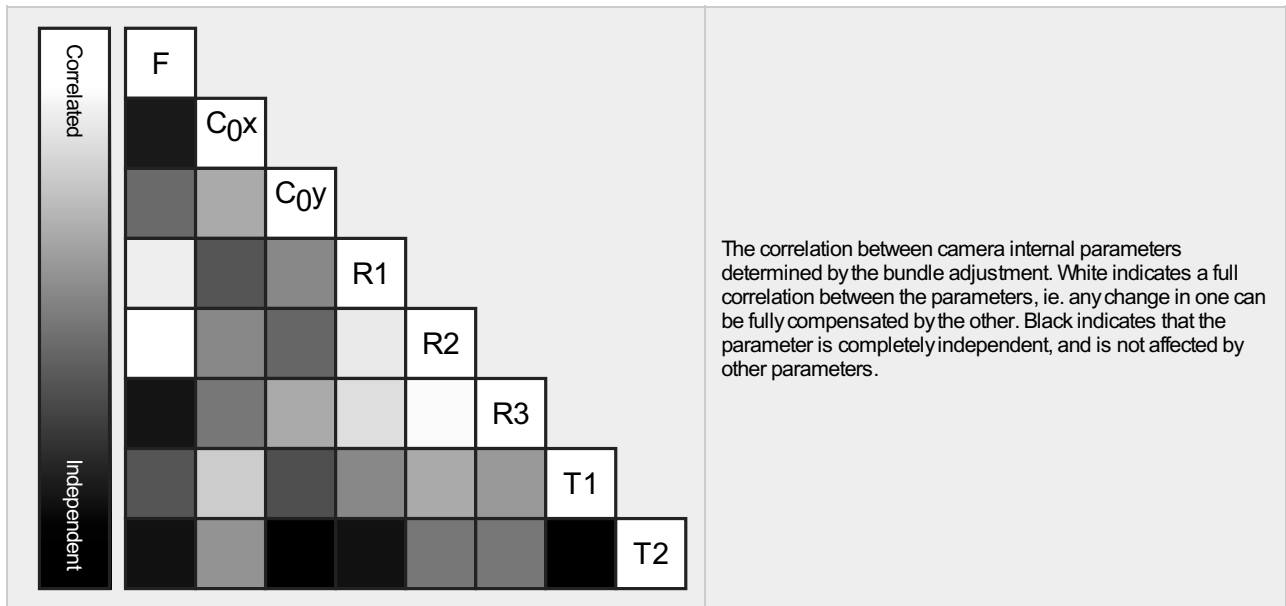 Correlated
Independent
F
C0x
C0y
R1
R2
R3
T1
T2
The correlation between camera internal parameters
determined by the bundle adjustment. White indicates a full
correlation between the parameters, ie. any change in one can
be fully compensated by the other. Black indicates that the
parameter is completely independent, and is not affected by
other parameters.